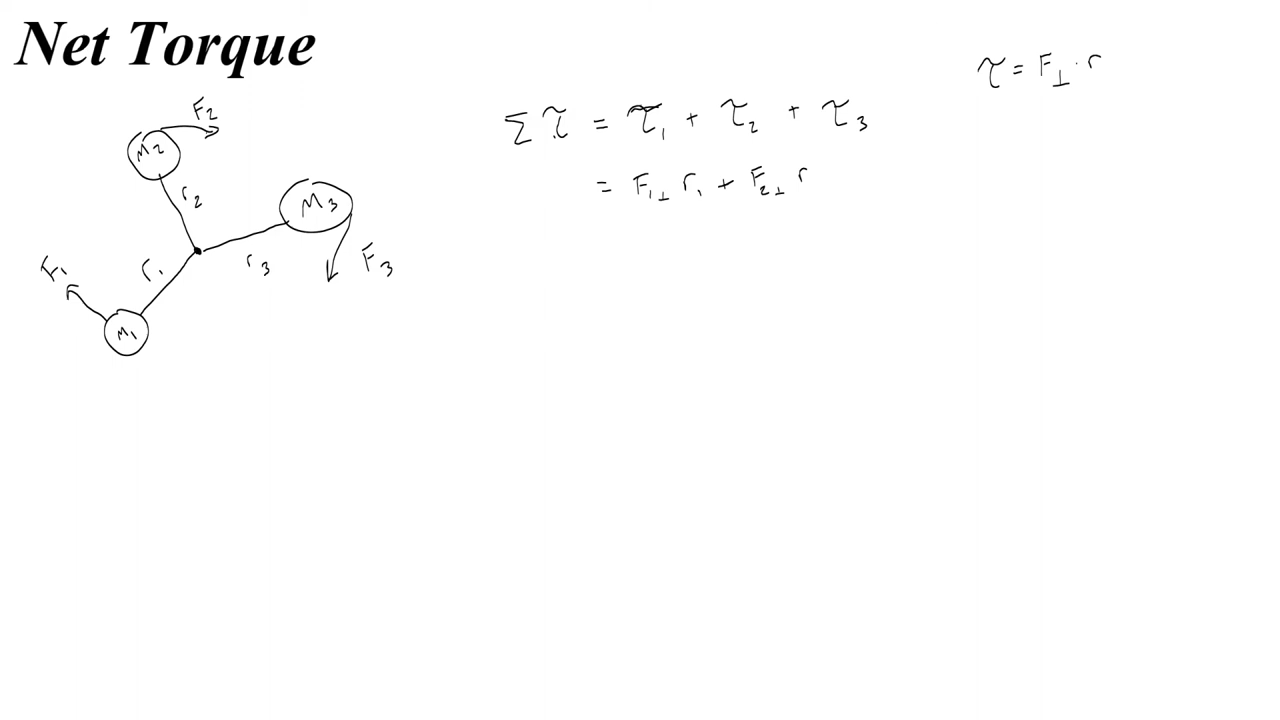 Net Torque
τ = F⊥ · r
Στ = τ₁ + τ₂ + τ₃
= F₁⊥ r₁ + F₂⊥ r
F₂
M₂
r₂
M₃
F₃
r₃
F₁
r₁
M₁